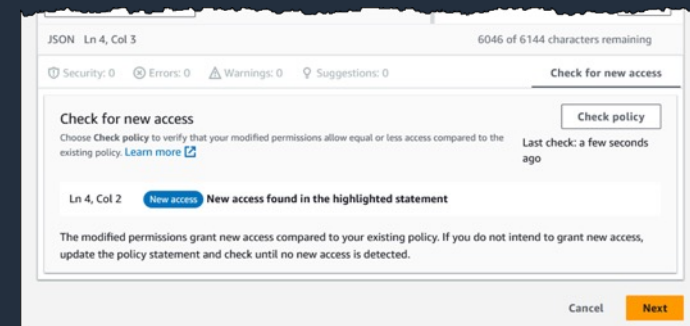 JSON Ln 4, Col 3 6046 of 6144 characters remaining
Security: 0 Errors: 0 Warnings: 0 Suggestions: 0 Check for new access
Check for new access
Check policy
Choose Check policy to verify that your modified permissions allow equal or less access compared to the
existing policy. Learn more
Last check: a few seconds
ago
Ln 4, Col 2 New access New access found in the highlighted statement
The modified permissions grant new access compared to your existing policy. If you do not intend to grant new access,
update the policy statement and check until no new access is detected.
Cancel Next